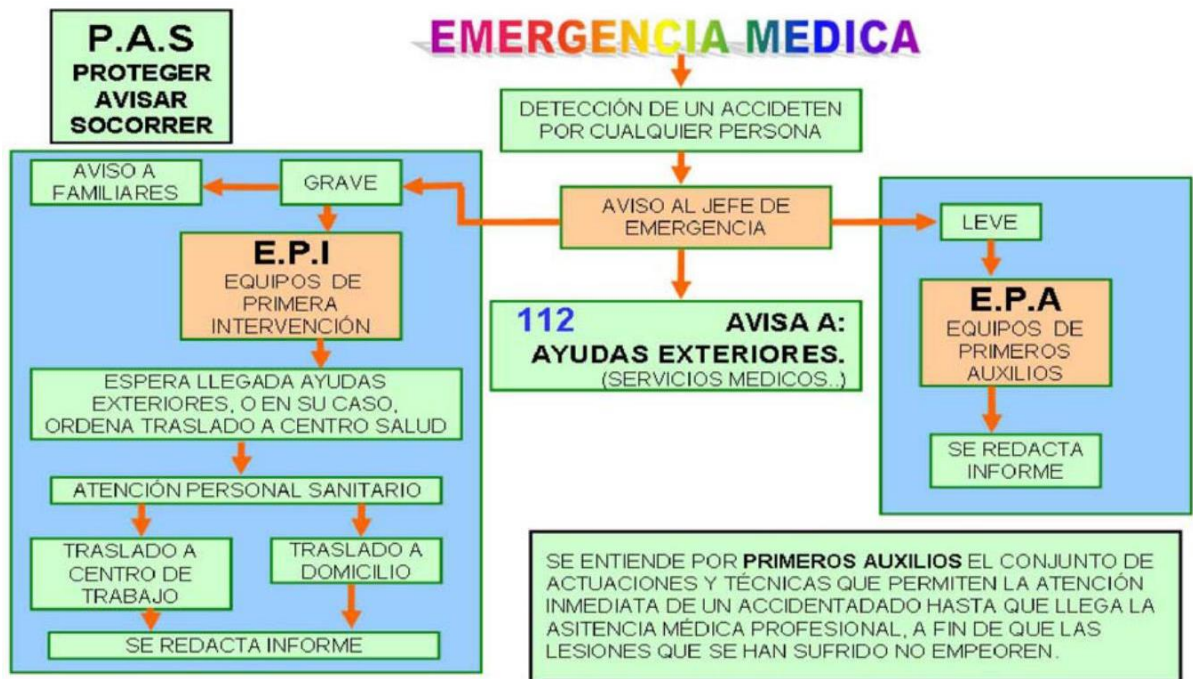 P.A.S
PROTEGER
AVISAR
SOCORRER
EMERGENCIA MEDICA
DETECCIÓN DE UN ACCIDETEN
POR CUALQUIER PERSONA
AVISO AL JEFE DE
EMERGENCIA
AVISO A
FAMILIARES
GRAVE
E.P.I
EQUIPOS DE
PRIMERA
INTERVENCIÓN
ESPERA LLEGADA AYUDAS
EXTERIORES, O EN SU CASO,
ORDENA TRASLADO A CENTRO SALUD
ATENCIÓN PERSONAL SANITARIO
TRASLADO A
CENTRO DE
TRABAJO
TRASLADO A
DOMICILIO
SE REDACTA INFORME
112 AVISA A:
AYUDAS EXTERIORES.
(SERVICIOS MEDICOS..)
LEVE
E.P.A
EQUIPOS DE
PRIMEROS
AUXILIOS
SE REDACTA
INFORME
SE ENTIENDE POR PRIMEROS AUXILIOS EL CONJUNTO DE
ACTUACIONES Y TÉCNICAS QUE PERMITEN LA ATENCIÓN
INMEDIATA DE UN ACCIDENTADADO HASTA QUE LLEGA LA
ASITENCIA MÉDICA PROFESIONAL, A FIN DE QUE LAS
LESIONES QUE SE HAN SUFRIDO NO EMPEOREN.